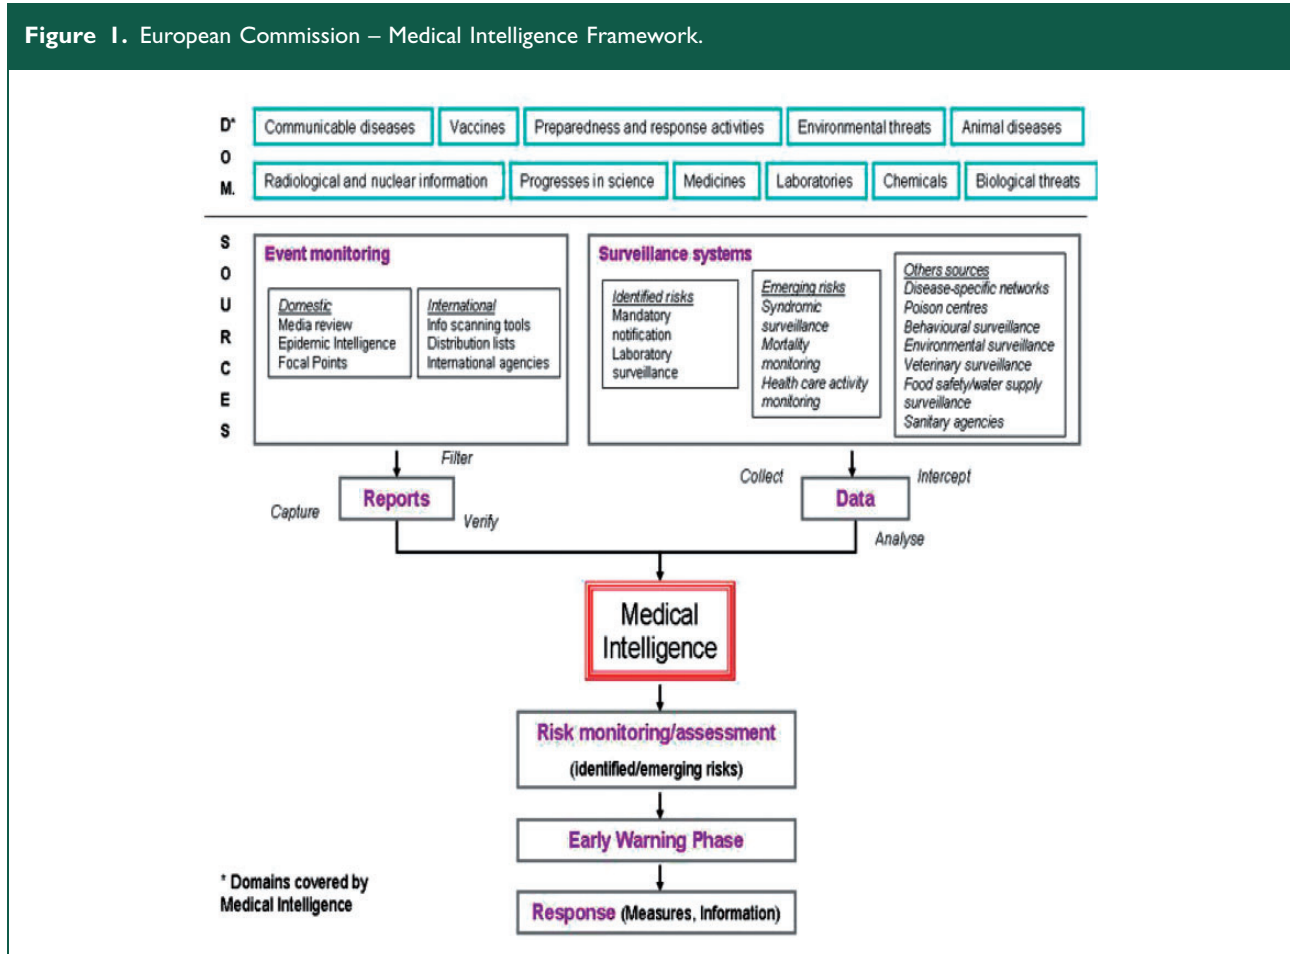 Figure 1. European Commission – Medical Intelligence Framework.
D*
O
M.
Communicable diseases
Vaccines
Preparedness and response activities
Environmental threats
Animal diseases
Radiological and nuclear information
Progresses in science
Medicines
Laboratories
Chemicals
Biological threats
S
O
U
R
C
E
S
Event monitoring
Domestic
Media review
Epidemic Intelligence
Focal Points
International
Info scanning tools
Distribution lists
International agencies
Surveillance systems
Identified risks
Mandatory
notification
Laboratory
surveillance
Emerging risks
Syndromic
surveillance
Mortality
monitoring
Health care activity
monitoring
Others sources
Disease-specific networks
Poison centres
Behavioural surveillance
Environmental surveillance
Veterinary surveillance
Food safety/water supply
surveillance
Sanitary agencies
Filter
Reports
Capture
Verify
Collect
Intercept
Data
Analyse
Medical
Intelligence
Risk monitoring/assessment
(identified/emerging risks)
Early Warning Phase
Response (Measures, Information)
* Domains covered by
Medical Intelligence